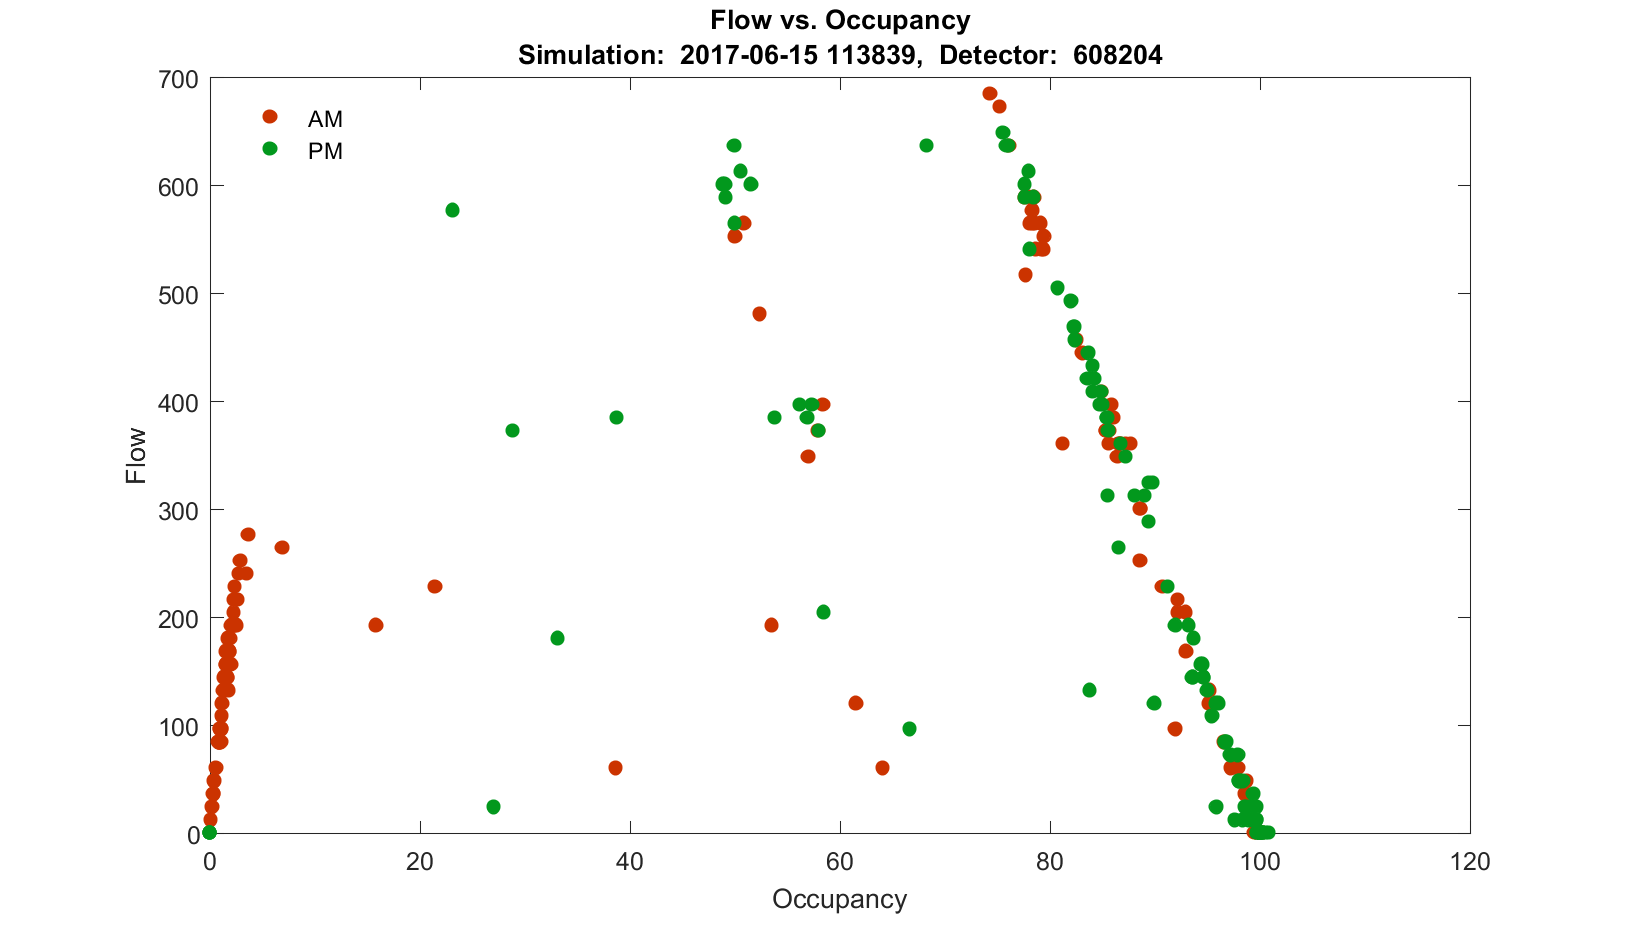 Flow vs. Occupancy
Simulation:  2017-06-15 113839,  Detector:  608204
700
600
500
400
300
200
100
0
AM
PM
Flow
0 20 40 60 80 100 120
Occupancy